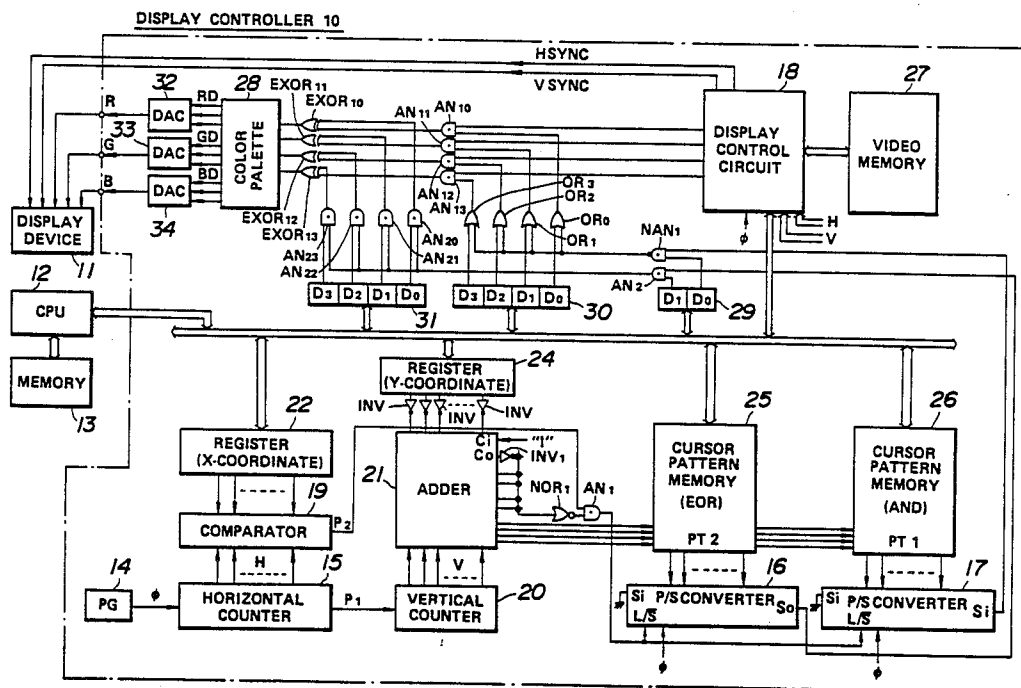 DISPLAY CONTROLLER 10
HSYNC
VSYNC
18
27
32
28
EXOR11
EXOR10
AN11
AN10
R
DAC
RD
33
G
DAC
GD
B
DAC
BD
34
COLOR PALETTE
DISPLAY CONTROL CIRCUIT
VIDEO MEMORY
AN12
AN13
OR3
OR2
OR0
OR1
EXOR12
EXOR13
φ
H
V
DISPLAY DEVICE
11
AN23
AN22
AN20
AN21
NAN1
AN2
12
CPU
D3 D2 D1 D0
31
D3 D2 D1 D0
30
D1 D0
29
MEMORY
13
24
REGISTER (Y-COORDINATE)
INV
INV
INV
22
REGISTER (X-COORDINATE)
25
CURSOR PATTERN MEMORY (EOR)
PT 2
26
CURSOR PATTERN MEMORY (AND)
PT 1
21
ADDER
Ci
"1"
Co
INV1
NOR1
AN1
19
COMPARATOR
P2
H
15
14
PG
φ
HORIZONTAL COUNTER
P1
V
VERTICAL COUNTER
20
16
Si P/S CONVERTER So
L/S̅
φ
17
Si P/S CONVERTER Si
L/S̅
φ